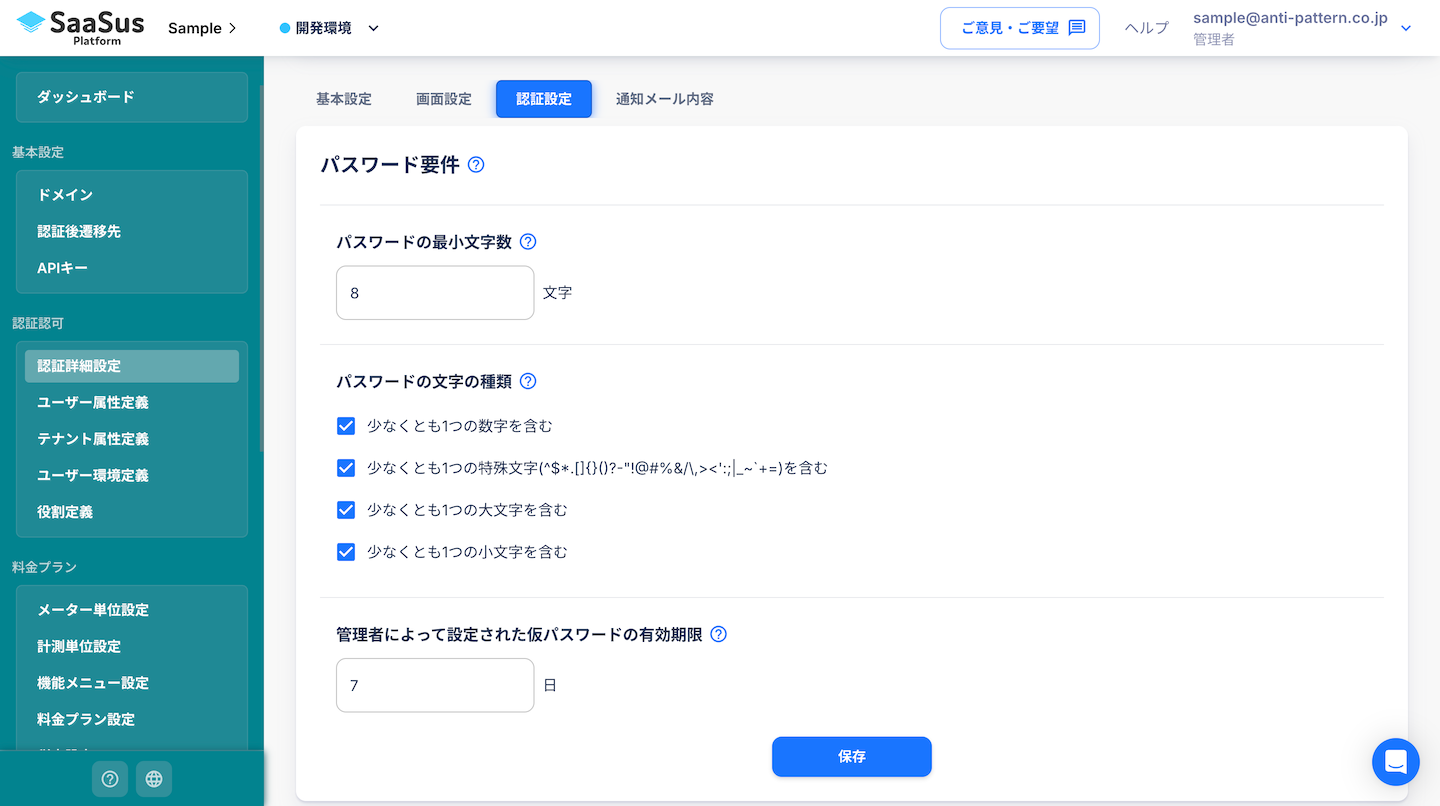 SaaSus
Platform
Sample
開発環境
ご意見・ご要望
ヘルプ
sample@anti-pattern.co.jp
管理者
ダッシュボード
基本設定
ドメイン
認証後遷移先
APIキー
認証認可
認証詳細設定
ユーザー属性定義
テナント属性定義
ユーザー環境定義
役割定義
料金プラン
メーター単位設定
計測単位設定
機能メニュー設定
料金プラン設定
基本設定
画面設定
認証設定
通知メール内容
パスワード要件
パスワードの最小文字数
8 文字
パスワードの文字の種類
少なくとも1つの数字を含む
少なくとも1つの特殊文字(^$*.[]{}()?-"!@#%&/\,><':;|_~`+=)を含む
少なくとも1つの大文字を含む
少なくとも1つの小文字を含む
管理者によって設定された仮パスワードの有効期限
7 日
保存